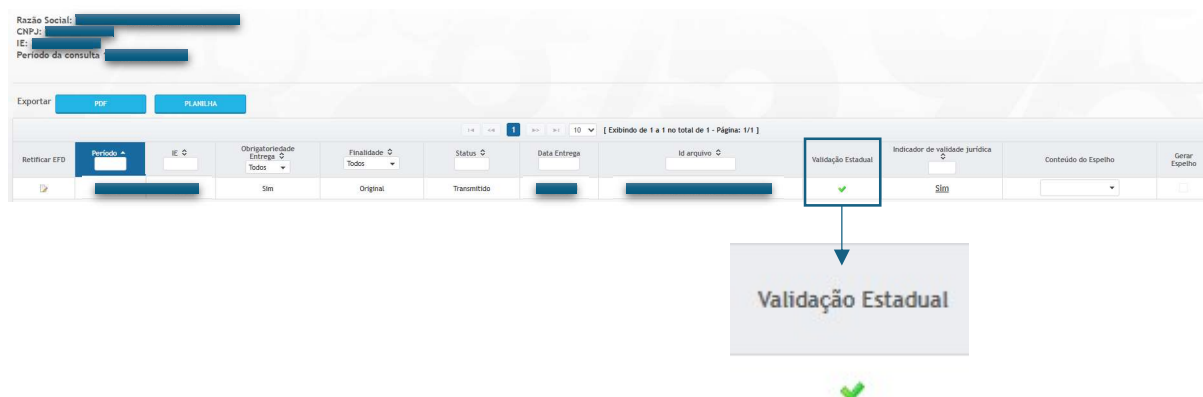 Razão Social:
CNPJ:
IE:
Período da consulta
Exportar PDF PLANILHA
1 10 [ Exibindo de 1 a 1 no total de 1 - Página: 1/1 ]
Retificar EFD Período IE Obrigatoriedade Entrega Todos Finalidade Todos Status Data Entrega Id arquivo Validação Estadual Indicador de validade jurídica Conteúdo do Espelho Gerar Espelho
Sim Original Transmitido Sim
Validação Estadual